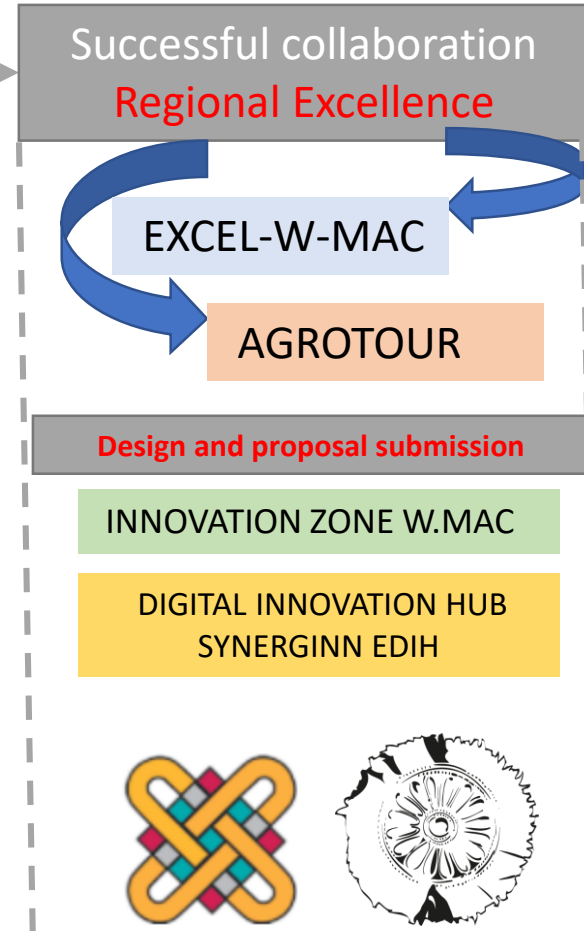 Successful collaboration
Regional Excellence
EXCEL-W-MAC
AGROTOUR
Design and proposal submission
INNOVATION ZONE W.MAC
DIGITAL INNOVATION HUB
SYNERGINN EDIH